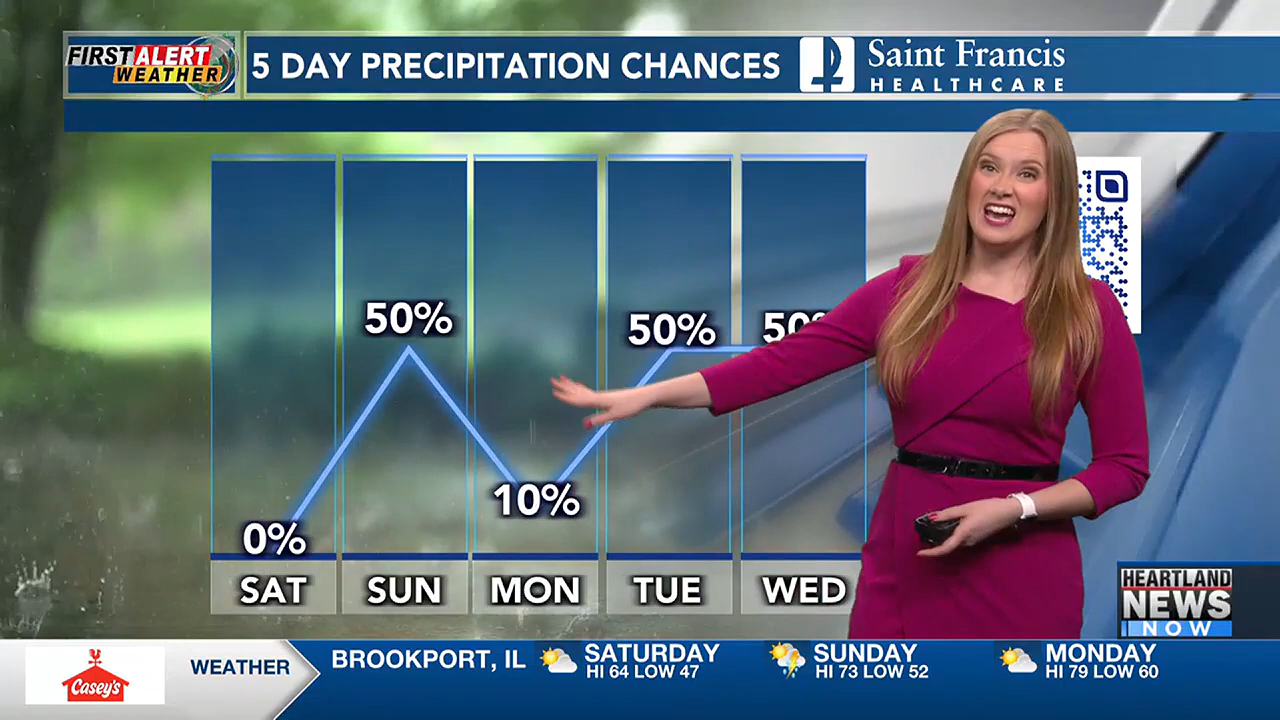 FIRST ALERT
WEATHER
5 DAY PRECIPITATION CHANCES
Saint Francis
HEALTHCARE
50%
50%
10%
0%
SAT SUN MON TUE WED
HEARTLAND
NEWS
NOW
Casey's
WEATHER
BROOKPORT, IL
SATURDAY
HI 64 LOW 47
SUNDAY
HI 73 LOW 52
MONDAY
HI 79 LOW 60